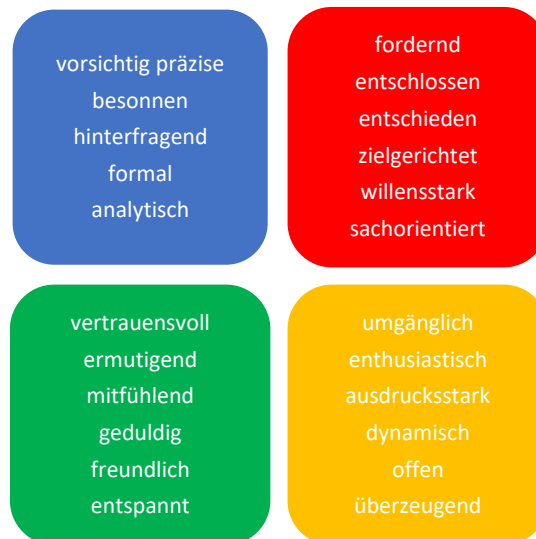 vorsichtig präzise
besonnen
hinterfragend
formal
analytisch
fordernd
entschlossen
entschieden
zielgerichtet
willensstark
sachorientiert
vertrauensvoll
ermutigend
mitfühlend
geduldig
freundlich
entspannt
umgänglich
enthusiastisch
ausdrucksstark
dynamisch
offen
überzeugend